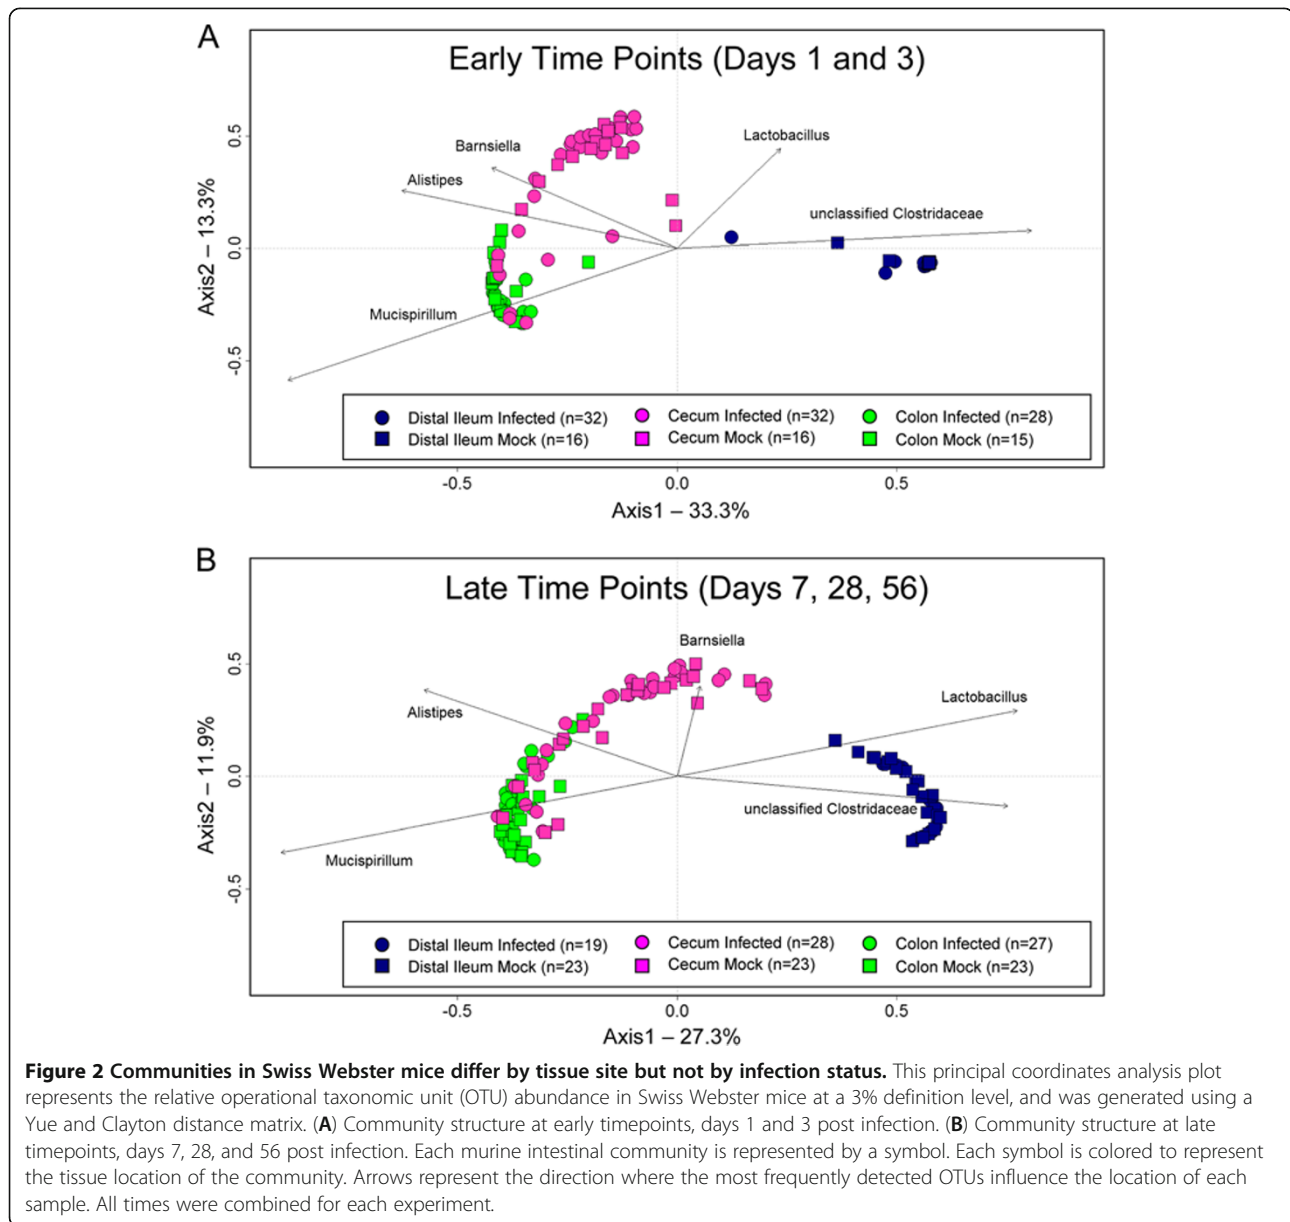 A
Early Time Points (Days 1 and 3)
Axis2 – 13.3%
0.5
0.0
-0.5
Barnsiella
Alistipes
Lactobacillus
unclassified Clostridaceae
Mucispirillum
Distal Ileum Infected (n=32)
Cecum Infected (n=32)
Colon Infected (n=28)
Distal Ileum Mock (n=16)
Cecum Mock (n=16)
Colon Mock (n=15)
-0.5
0.0
0.5
Axis1 – 33.3%
B
Late Time Points (Days 7, 28, 56)
Axis2 – 11.9%
0.5
0.0
-0.5
Barnsiella
Alistipes
Lactobacillus
unclassified Clostridaceae
Mucispirillum
Distal Ileum Infected (n=19)
Cecum Infected (n=28)
Colon Infected (n=27)
Distal Ileum Mock (n=23)
Cecum Mock (n=23)
Colon Mock (n=23)
-0.5
0.0
0.5
Axis1 – 27.3%
Figure 2 Communities in Swiss Webster mice differ by tissue site but not by infection status. This principal coordinates analysis plot
represents the relative operational taxonomic unit (OTU) abundance in Swiss Webster mice at a 3% definition level, and was generated using a
Yue and Clayton distance matrix. (A) Community structure at early timepoints, days 1 and 3 post infection. (B) Community structure at late
timepoints, days 7, 28, and 56 post infection. Each murine intestinal community is represented by a symbol. Each symbol is colored to represent
the tissue location of the community. Arrows represent the direction where the most frequently detected OTUs influence the location of each
sample. All times were combined for each experiment.